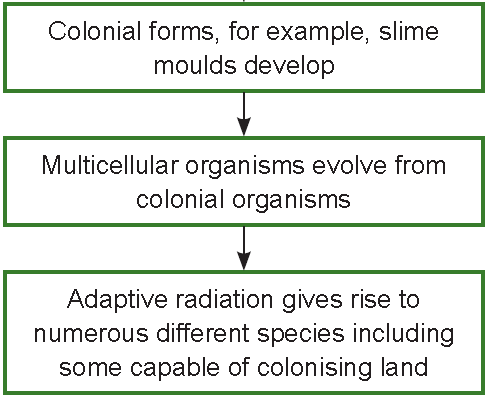 Colonial forms, for example, slime
moulds develop
Multicellular organisms evolve from
colonial organisms
Adaptive radiation gives rise to
numerous different species including
some capable of colonising land